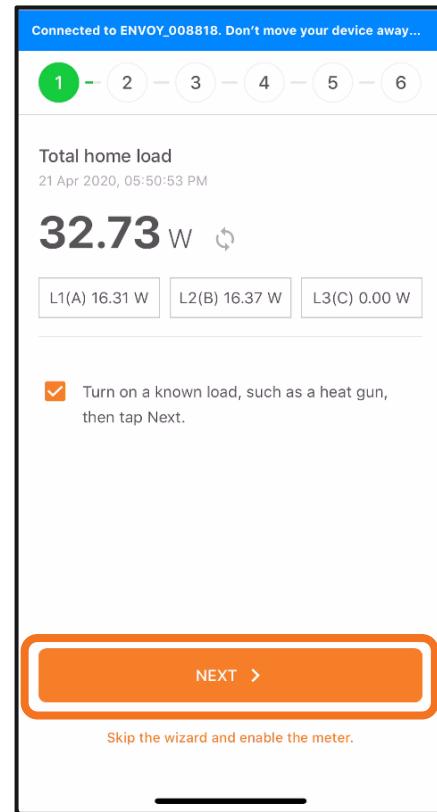 Connected to ENVOY_008818. Don't move your device away...
1 2 3 4 5 6
Total home load
21 Apr 2020, 05:50:53 PM
32.73 W
L1(A) 16.31 W L2(B) 16.37 W L3(C) 0.00 W
Turn on a known load, such as a heat gun,
then tap Next.
NEXT
Skip the wizard and enable the meter.